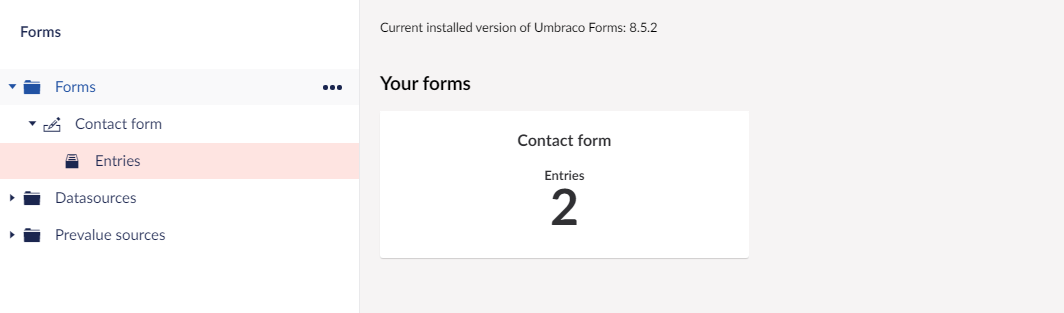 Forms
Forms
Contact form
Entries
Datasources
Prevalue sources
Current installed version of Umbraco Forms: 8.5.2
Your forms
Contact form
Entries
2